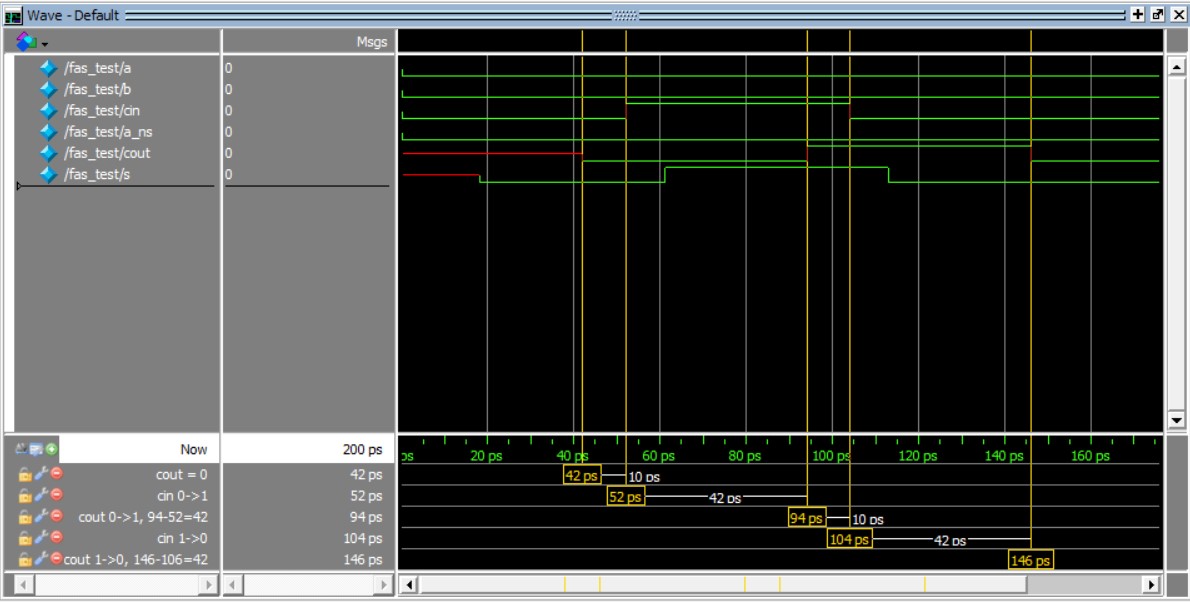 Wave - Default
Msgs
/fas_test/a 0
/fas_test/b 0
/fas_test/cin 0
/fas_test/a_ns 0
/fas_test/cout 0
/fas_test/s 0
Now 200 ps ps 20 ps 40 ps 60 ps 80 ps 100 ps 120 ps 140 ps 160 ps
cout = 0 42 ps 42 ps 10 ps
cin 0->1 52 ps 52 ps 42 ps
cout 0->1, 94-52=42 94 ps 94 ps 10 ps
cin 1->0 104 ps 104 ps 42 ps
cout 1->0, 146-106=42 146 ps 146 ps